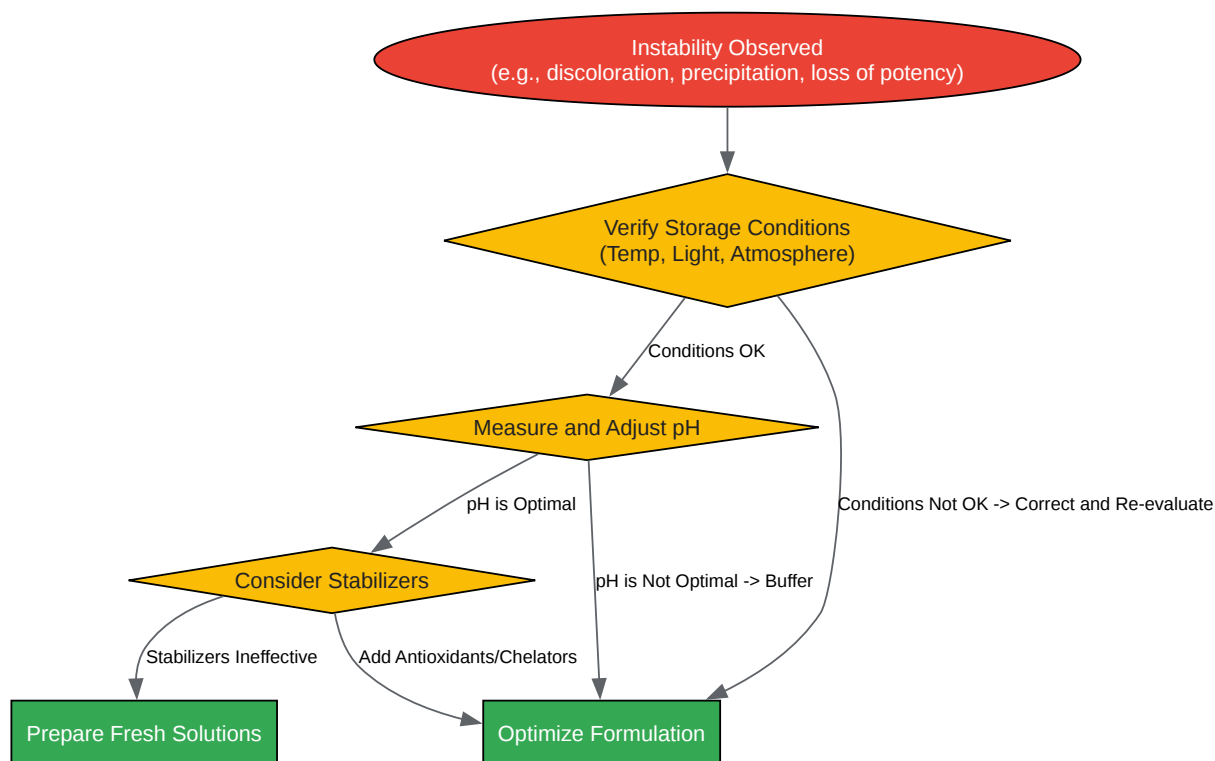 Instability Observed
(e.g., discoloration, precipitation, loss of potency)
Verify Storage Conditions
(Temp, Light, Atmosphere)
Conditions OK
Measure and Adjust pH
pH is Optimal
Conditions Not OK -> Correct and Re-evaluate
Consider Stabilizers
pH is Not Optimal -> Buffer
Stabilizers Ineffective
Add Antioxidants/Chelators
Prepare Fresh Solutions
Optimize Formulation